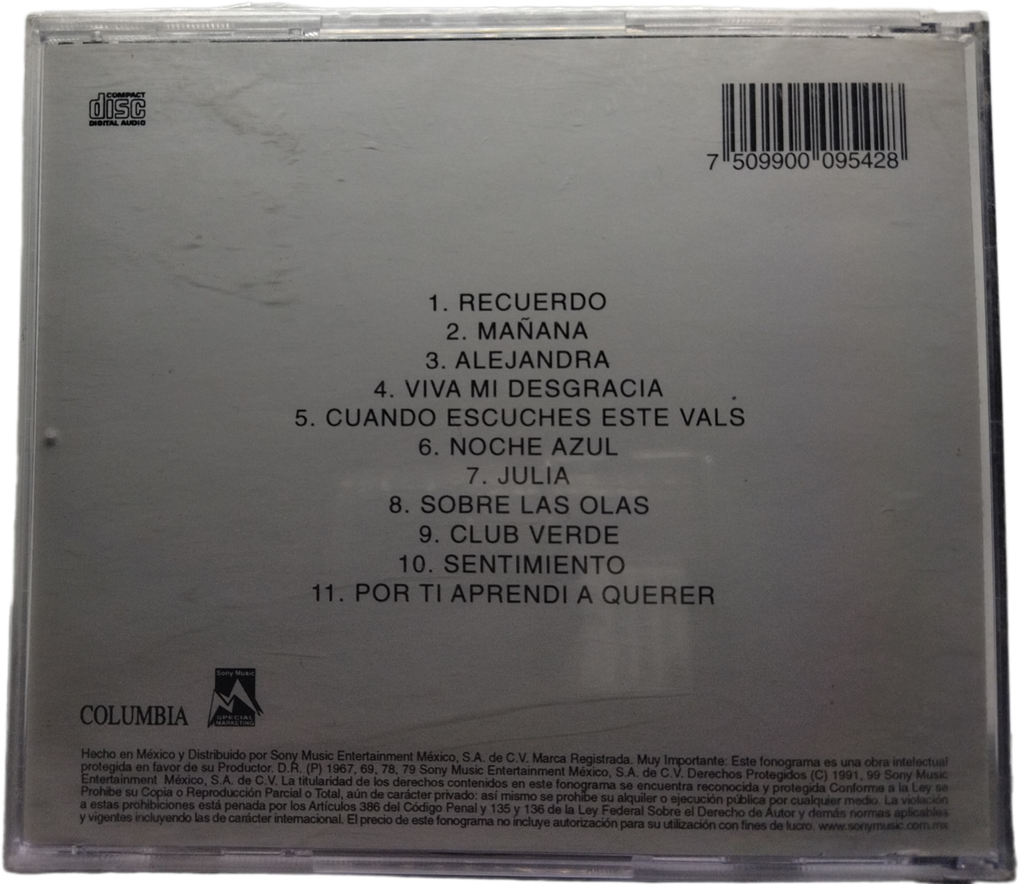 COMPACT
disc
DIGITAL AUDIO
7 509900 095428
1. RECUERDO
2. MAÑANA
3. ALEJANDRA
4. VIVA MI DESGRACIA
5. CUANDO ESCUCHES ESTE VALS
6. NOCHE AZUL
7. JULIA
8. SOBRE LAS OLAS
9. CLUB VERDE
10. SENTIMIENTO
11. POR TI APRENDI A QUERER
COLUMBIA
Sony Music
SPECIAL
MARKETING
Hecho en México y Distribuido por Sony Music Entertainment México, S.A. de C.V. Marca Registrada. Muy Importante: Este fonograma es una obra intelectual
protegida en favor de su Productor. D.R. (P) 1967, 69, 78, 79 Sony Music Entertainment México, S.A. de C.V. Derechos Protegidos (C) 1991, 99 Sony Music
Entertainment México, S.A. de C.V. La titularidad de los derechos contenidos en este fonograma se encuentra reconocida y protegida Conforme a la Ley se
Prohibe su Copia o Reproducción Parcial o Total, aún de carácter privado: así mismo se prohibe su alquiler o ejecución pública por cualquier medio. La violación
a estas prohibiciones está penada por los Artículos 386 del Código Penal y 135 y 136 de la Ley Federal Sobre el Derecho de Autor y demás normas aplicables
y vigentes incluyendo las de carácter internacional. El precio de este fonograma no incluye autorización para su utilización con fines de lucro. www.sonymusic.com.mx